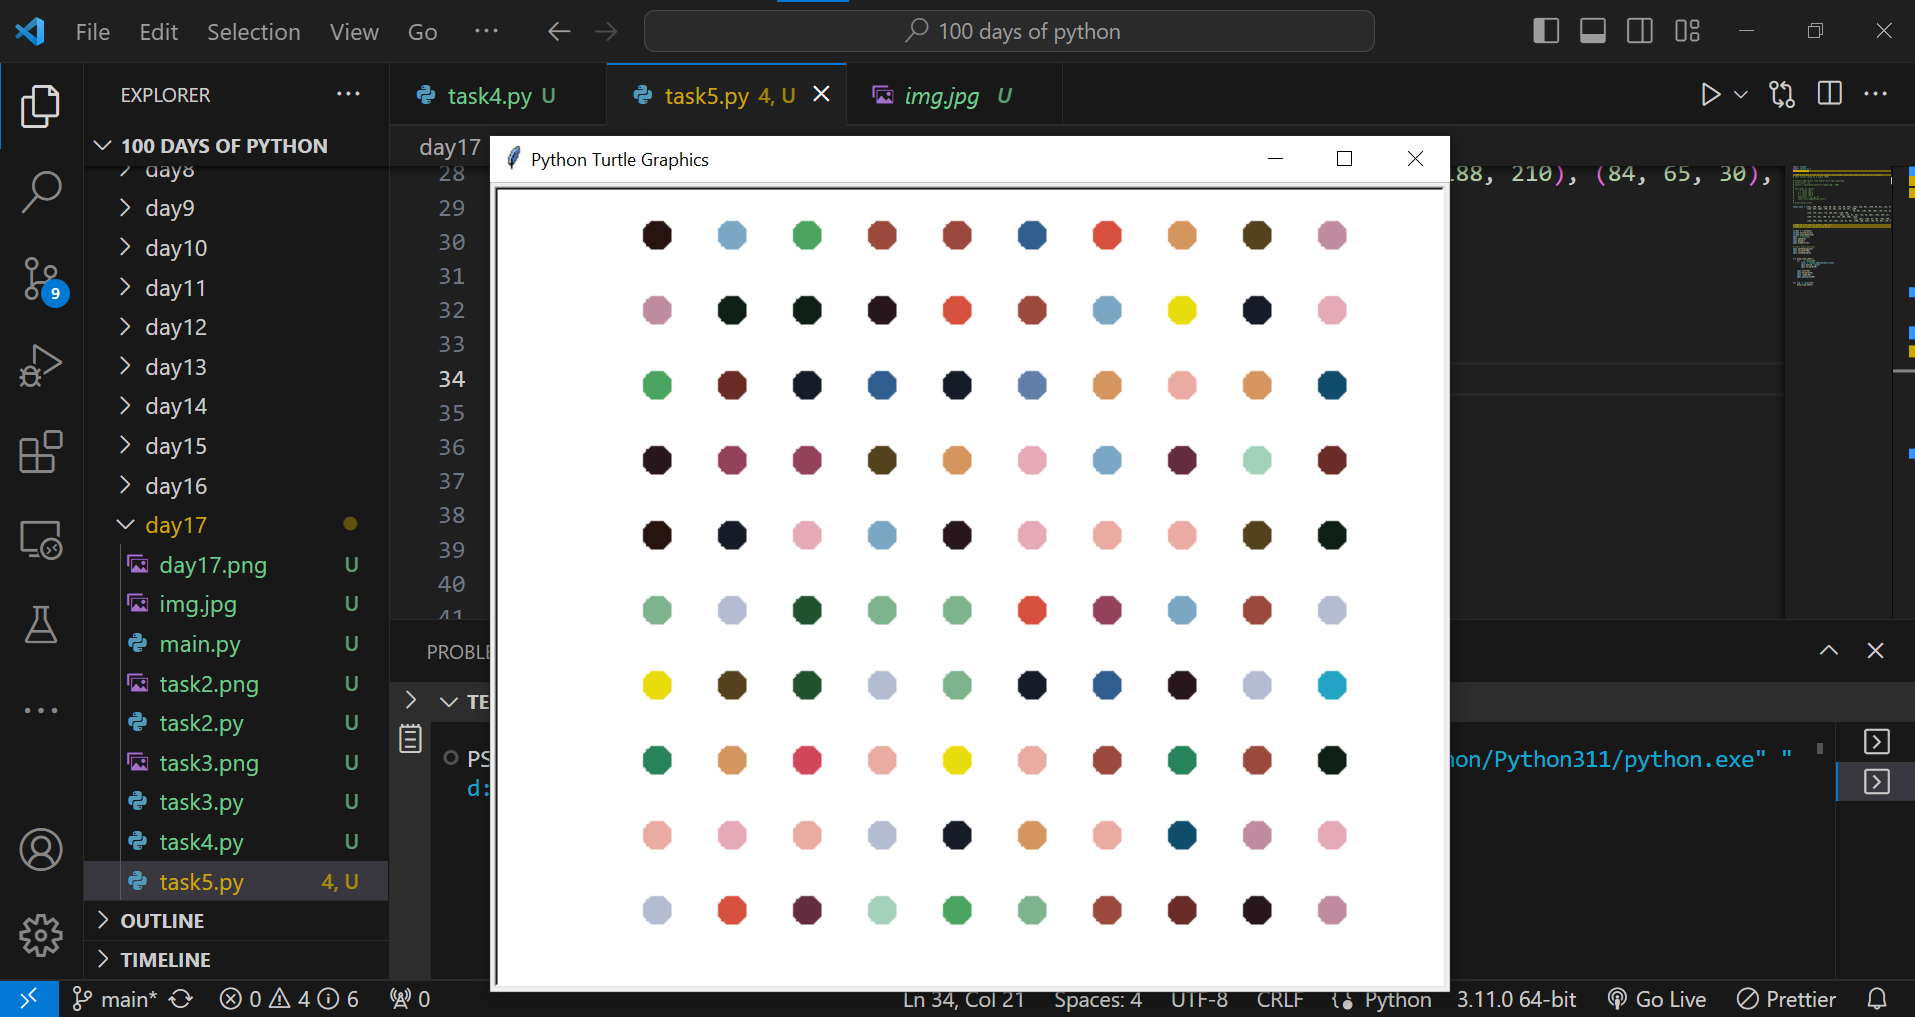 File Edit Selection View Go ··· 100 days of python
EXPLORER ···
task4.py U task5.py 4, U img.jpg U
100 DAYS OF PYTHON
day17
Python Turtle Graphics
day8
day9
day10
day11
day12
day13
day14
day15
day16
day17
day17.png U
img.jpg U
main.py U
task2.png U
task2.py U
task3.png U
task3.py U
task4.py U
task5.py 4, U
OUTLINE
TIMELINE
28 188, 210), (84, 65, 30),
29
30
31
32
33
34
35
36
37
38
39
40
41
PROBLE
TE
PS hon/Python311/python.exe" "
d:
9
main* 0 4 6 0 Ln 34, Col 21 Spaces: 4 UTF-8 CRLF Python 3.11.0 64-bit Go Live Prettier